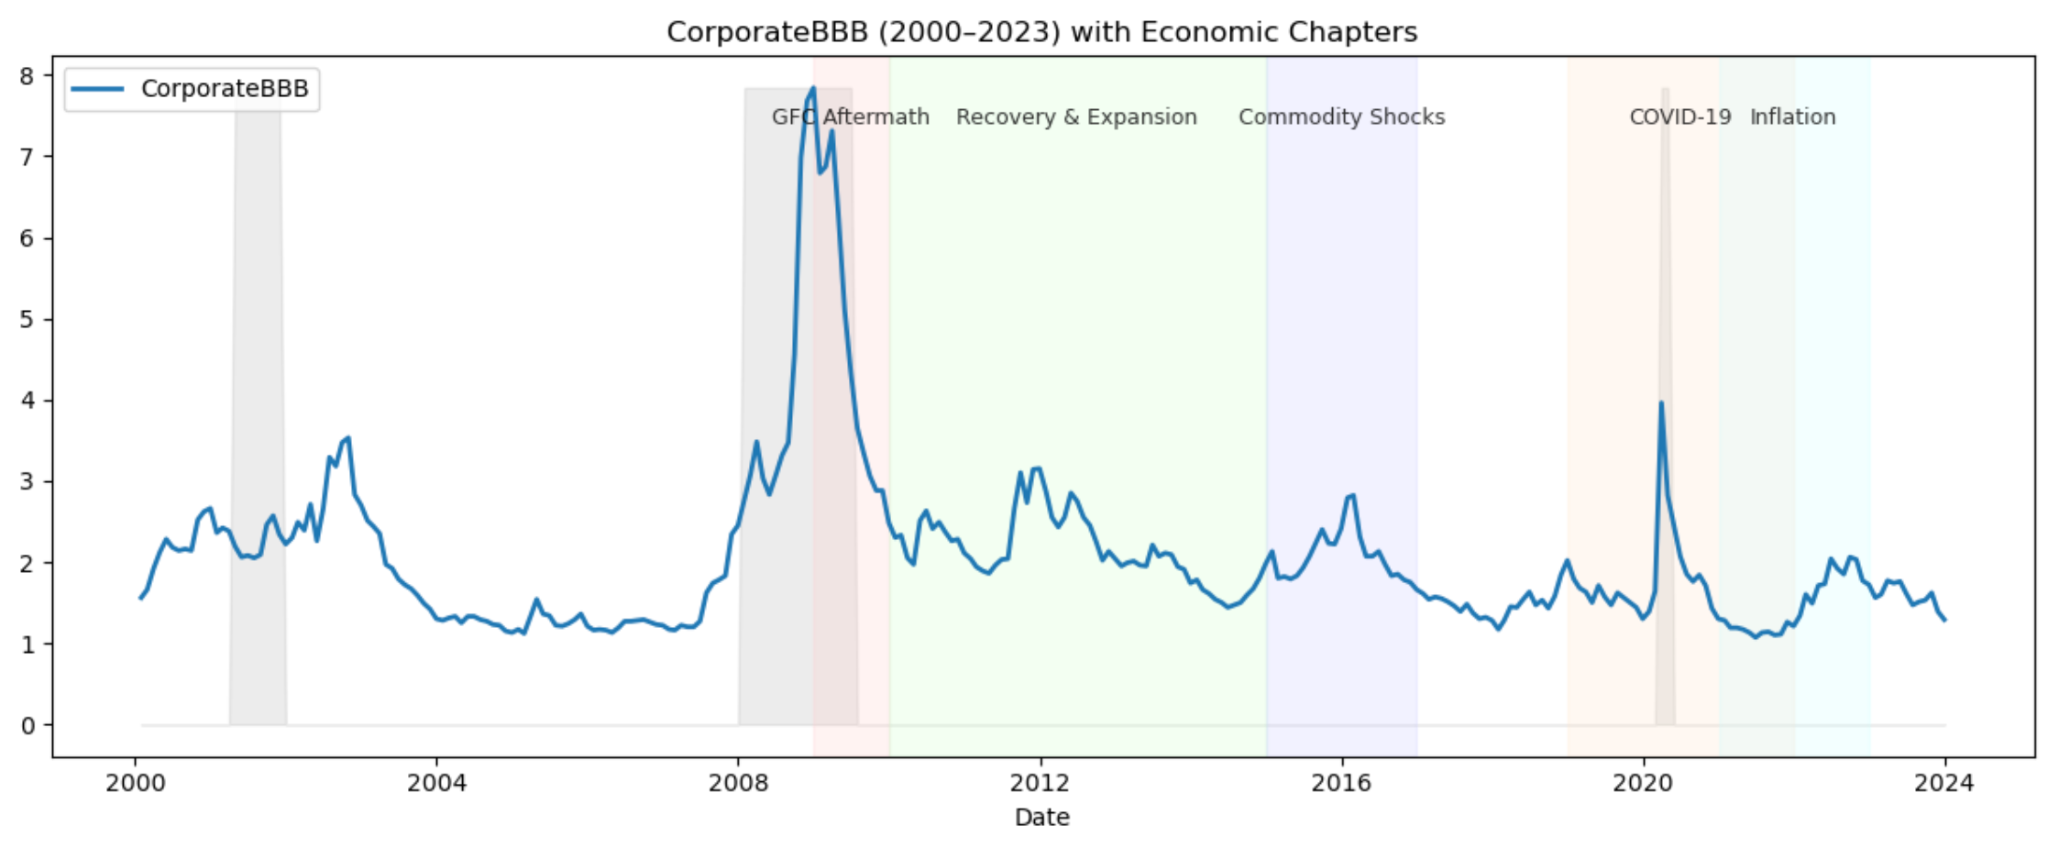 CorporateBBB (2000–2023) with Economic Chapters
CorporateBBB
GFC Aftermath
Recovery & Expansion
Commodity Shocks
COVID-19
Inflation
8
7
6
5
4
3
2
1
0
2000
2004
2008
2012
2016
2020
2024
Date